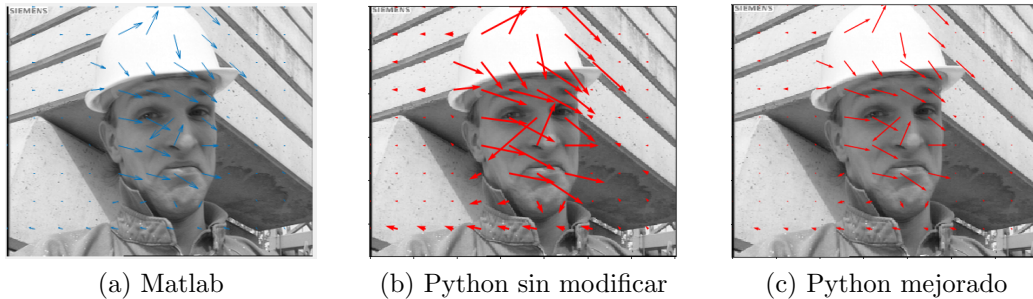 SIEMENS
SIEMENS
SIEMENS
(a) Matlab
(b) Python sin modificar
(c) Python mejorado